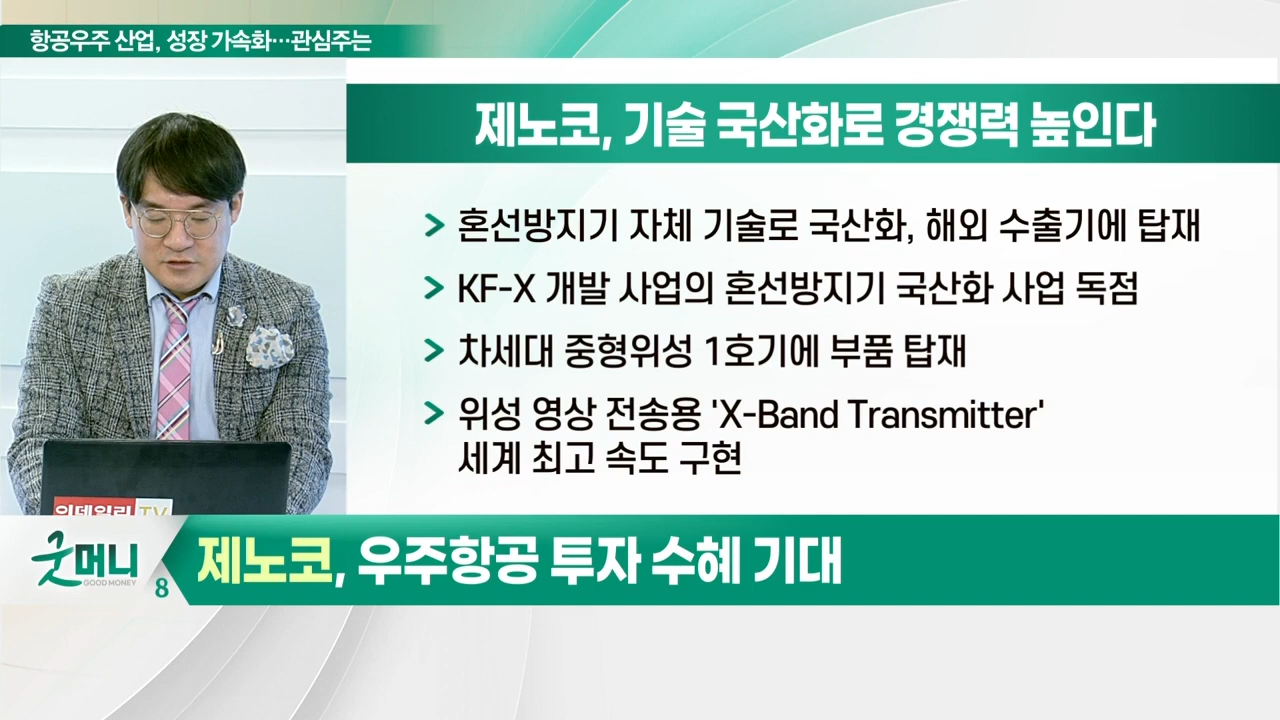 항공우주 산업, 성장 가속화…관심주는
제노코, 기술 국산화로 경쟁력 높인다
> 혼선방지기 자체 기술로 국산화, 해외 수출기에 탑재
> KF-X 개발 사업의 혼선방지기 국산화 사업 독점
> 차세대 중형위성 1호기에 부품 탑재
> 위성 영상 전송용 'X-Band Transmitter'
세계 최고 속도 구현
TV
굿머니
GOOD MONEY
8
제노코, 우주항공 투자 수혜 기대